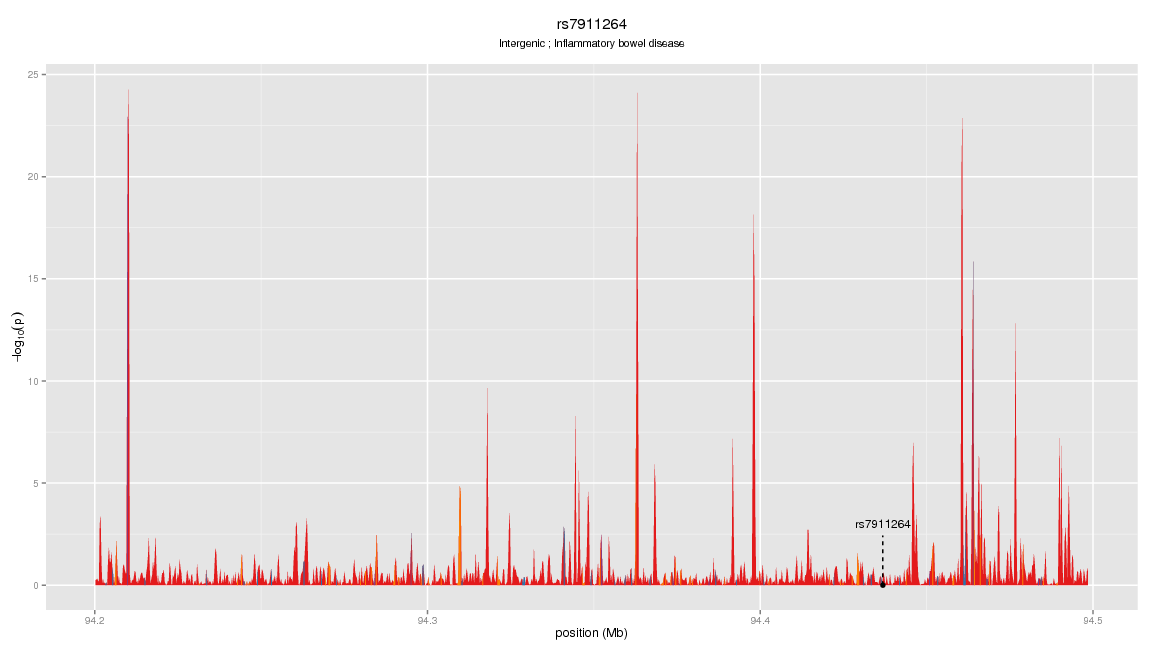 rs7911264
Intergenic ; Inflammatory bowel disease
25
20
15
10
5
0
−log10(p)
rs7911264
94.2 94.3 94.4 94.5
position (Mb)